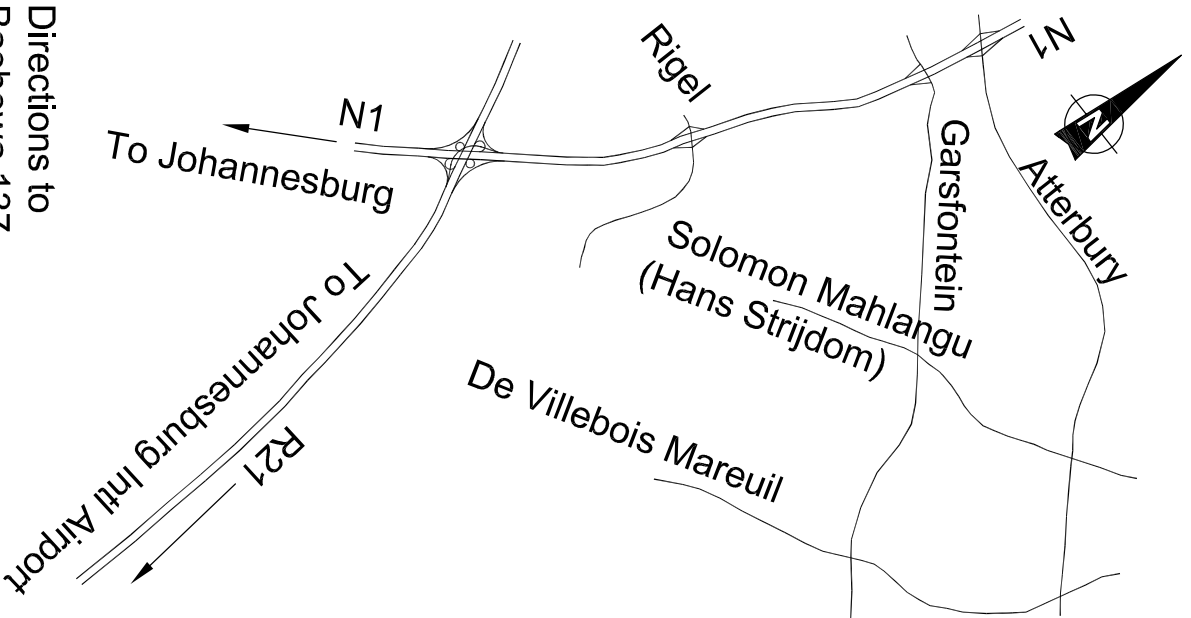 Directions to
N1
To Johannesburg
Rigel
N1
N
Garsfontein
Atterbury
Solomon Mahlangu
(Hans Strijdom)
De Villebois Mareuil
To Johannesburg Intl Airport
R21